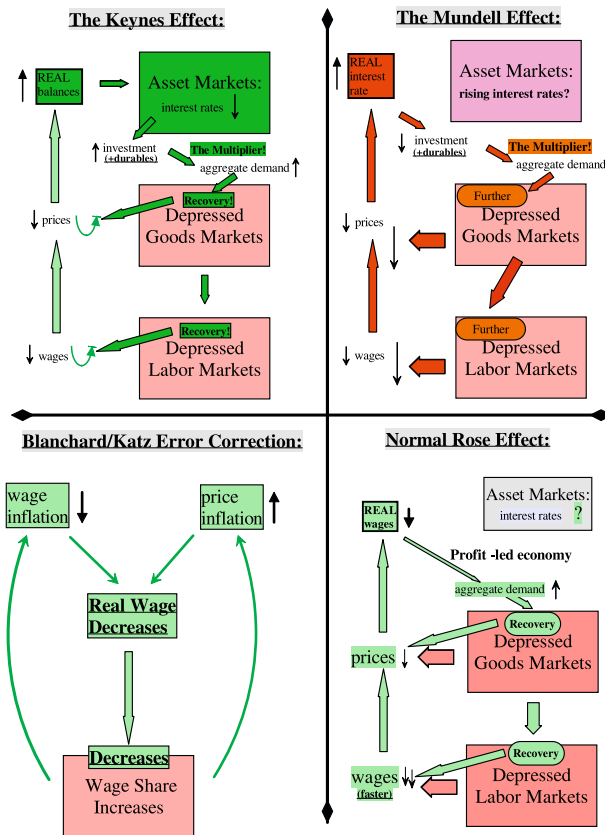 The Keynes Effect:
REAL
balances
Asset Markets:
interest rates
investment
(+durables)
The Multiplier!
aggregate demand
Recovery!
Depressed
Goods Markets
prices
Recovery!
Depressed
Labor Markets
wages
The Mundell Effect:
REAL
interest
rate
Asset Markets:
rising interest rates?
investment
(+durables)
The Multiplier!
aggregate demand
Further
Depressed
Goods Markets
prices
Further
Depressed
Labor Markets
wages
Blanchard/Katz Error Correction:
wage
inflation
price
inflation
Real Wage
Decreases
Decreases
Wage Share
Increases
Normal Rose Effect:
REAL
wages
Asset Markets:
interest rates ?
Profit -led economy
aggregate demand
Recovery
Depressed
Goods Markets
prices
Recovery
Depressed
Labor Markets
wages
(faster)